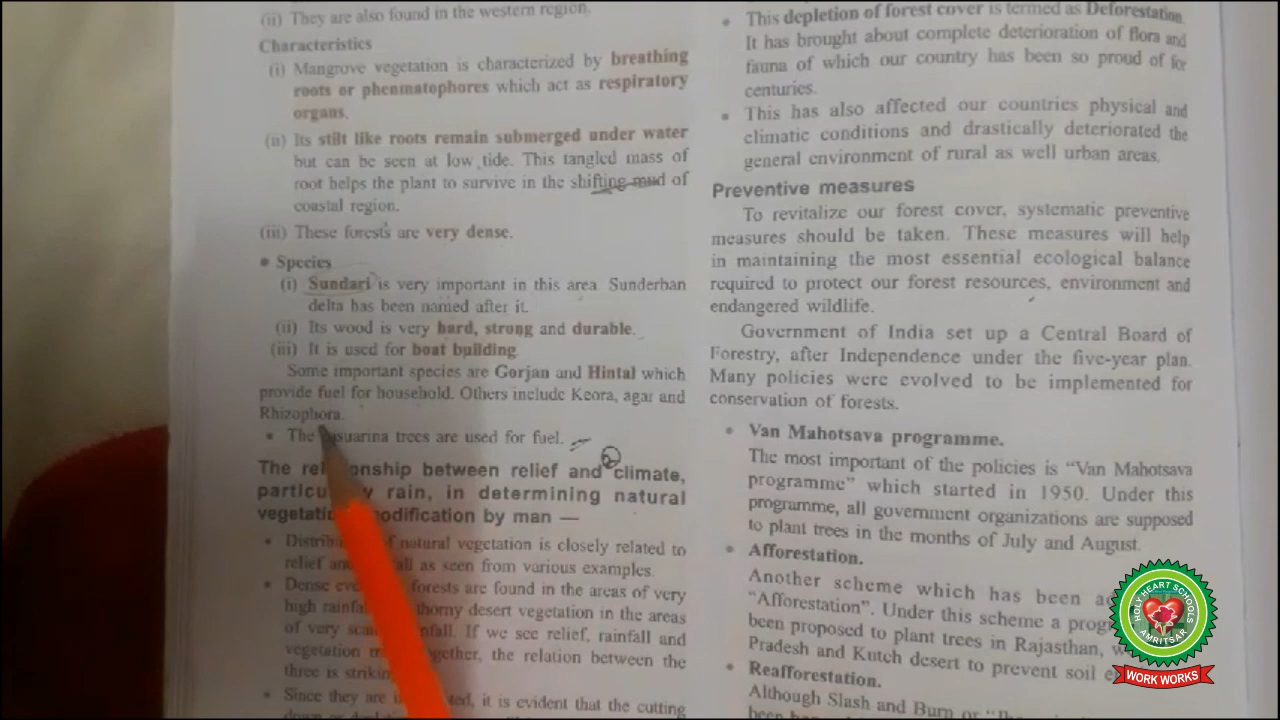 (ii) They are also found in the western region.
Characteristics
(i) Mangrove vegetation is characterized by breathing
roots or phenmatophores which act as respiratory
organs.
(ii) Its stilt like roots remain submerged under water
but can be seen at low tide. This tangled mass of
root helps the plant to survive in the shifting mud of
coastal region.
(iii) These forests are very dense.
• Species
(i) Sundari is very important in this area Sunderban
delta has been named after it.
(ii) Its wood is very hard, strong and durable.
(iii) It is used for boat building.
Some important species are Gorjan and Hintal which
provide fuel for household. Others include Keora, agar and
Rhizophora.
• The trees are used for fuel.
The relationship between relief and climate,
rain, in determining natural
modification by man —
• of natural vegetation is closely related to
relief as seen from various examples.
• Dense forests are found in the areas of very
high thorny desert vegetation in the areas
of very If we see relief, rainfall and
vegetation the relation between the
three is
• Since they are it is evident that the cutting
• This depletion of forest cover is termed as Deforestation.
It has brought about complete deterioration of flora and
fauna of which our country has been so proud of for
centuries.
• This has also affected our countries physical and
climatic conditions and drastically deteriorated the
general environment of rural as well urban areas.
Preventive measures
To revitalize our forest cover, systematic preventive
measures should be taken. These measures will help
in maintaining the most essential ecological balance
required to protect our forest resources, environment and
endangered wildlife.
Government of India set up a Central Board of
Forestry, after Independence under the five-year plan.
Many policies were evolved to be implemented for
conservation of forests.
• Van Mahotsava programme.
The most important of the policies is “Van Mahotsava
programme” which started in 1950. Under this
programme, all government organizations are supposed
to plant trees in the months of July and August.
• Afforestation.
Another scheme which has been
“Afforestation”. Under this scheme a
been proposed to plant trees in Rajasthan,
Pradesh and Kutch desert to prevent soil
• Reafforestation.
Although Slash and Burn or
HOLY HEART SCHOOLS
AMRITSAR
WORK WORKS